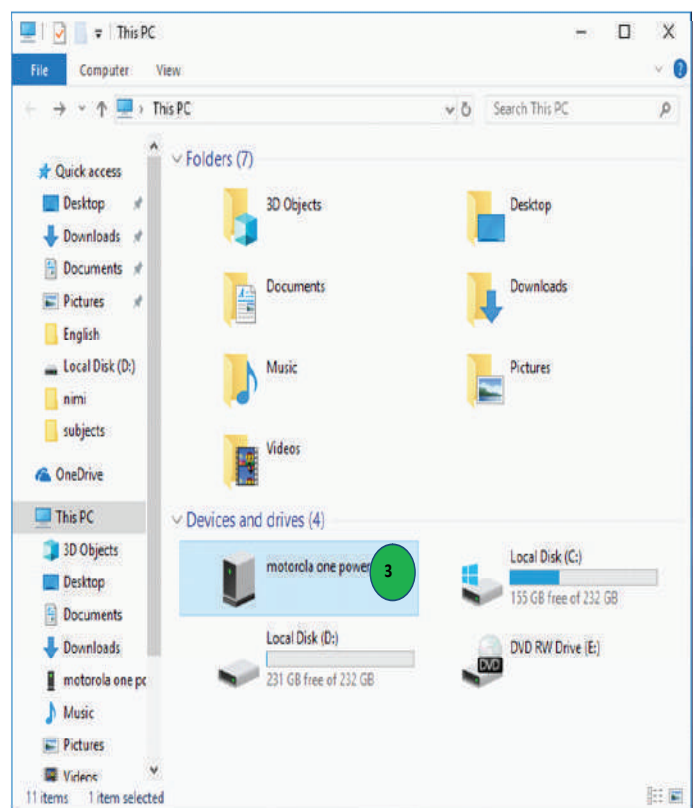 This PC
File Computer View
This PC
Search This PC
Quick access
Desktop
Downloads
Documents
Pictures
English
Local Disk (D:)
nimi
subjects
OneDrive
This PC
3D Objects
Desktop
Documents
Downloads
motorola one pc
Music
Pictures
Videos
Folders (7)
3D Objects
Desktop
Documents
Downloads
Music
Pictures
Videos
Devices and drives (4)
motorola one power
3
Local Disk (C:)
155 GB free of 232 GB
Local Disk (D:)
231 GB free of 232 GB
DVD RW Drive (E:)
DVD
11 items 1 item selected